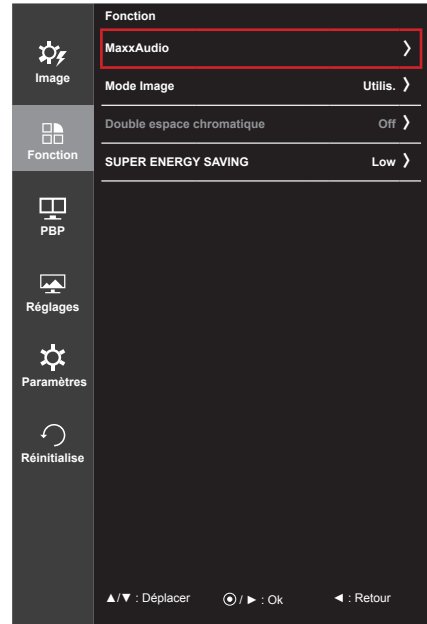 Fonction
Image
Fonction
PBP
Réglages
Paramètres
Réinitialise
MaxxAudio
Mode Image Utilis.
Double espace chromatique Off
SUPER ENERGY SAVING Low
▲/▼ : Déplacer ⦿ / ► : Ok ◄ : Retour